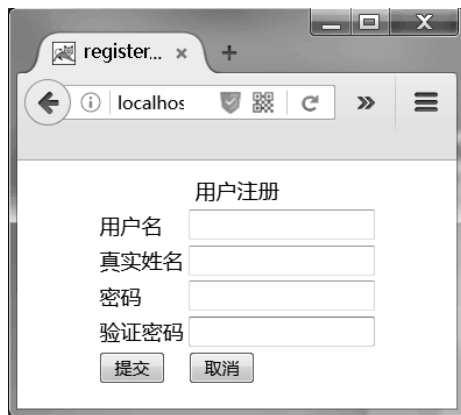 register...
localhos
用户注册
用户名
真实姓名
密码
验证密码
提交 取消